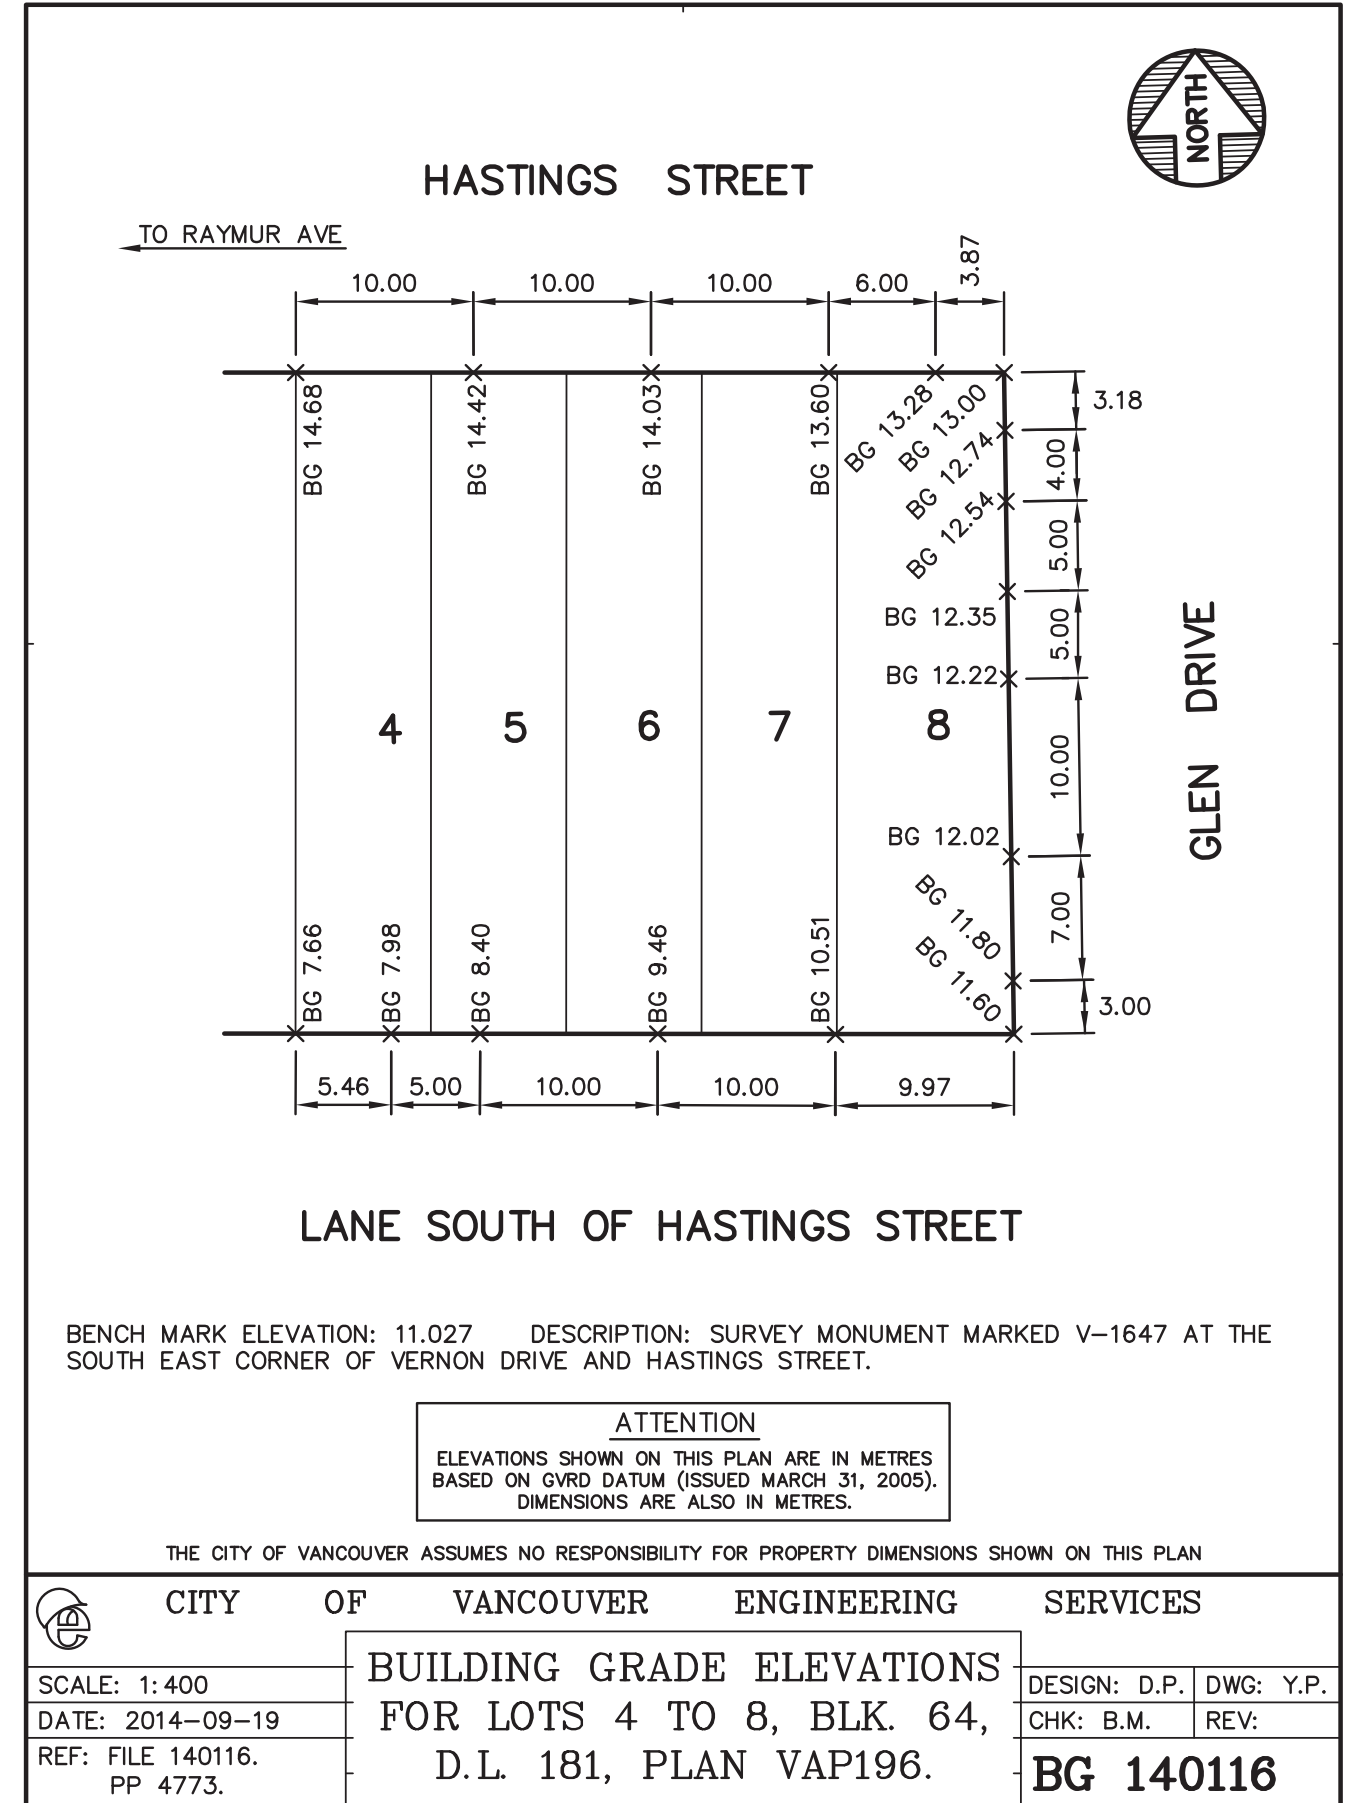 NORTH
HASTINGS STREET
TO RAYMUR AVE
10.00
10.00
10.00
6.00
3.87
BG 14.68
BG 14.42
BG 14.03
BG 13.60
BG 13.28
BG 13.00
BG 12.74
BG 12.54
BG 12.35
BG 12.22
BG 12.02
BG 11.80
BG 11.60
3.18
4.00
5.00
5.00
10.00
7.00
3.00
GLEN DRIVE
4
5
6
7
8
BG 7.66
BG 7.98
BG 8.40
BG 9.46
BG 10.51
5.46
5.00
10.00
10.00
9.97
LANE SOUTH OF HASTINGS STREET
BENCH MARK ELEVATION: 11.027 DESCRIPTION: SURVEY MONUMENT MARKED V-1647 AT THE
SOUTH EAST CORNER OF VERNON DRIVE AND HASTINGS STREET.
ATTENTION
ELEVATIONS SHOWN ON THIS PLAN ARE IN METRES
BASED ON GVRD DATUM (ISSUED MARCH 31, 2005).
DIMENSIONS ARE ALSO IN METRES.
THE CITY OF VANCOUVER ASSUMES NO RESPONSIBILITY FOR PROPERTY DIMENSIONS SHOWN ON THIS PLAN
CITY OF VANCOUVER ENGINEERING SERVICES
SCALE: 1:400
DATE: 2014-09-19
REF: FILE 140116.
PP 4773.
BUILDING GRADE ELEVATIONS
FOR LOTS 4 TO 8, BLK. 64,
D.L. 181, PLAN VAP196.
DESIGN: D.P.
DWG: Y.P.
CHK: B.M.
REV:
BG 140116